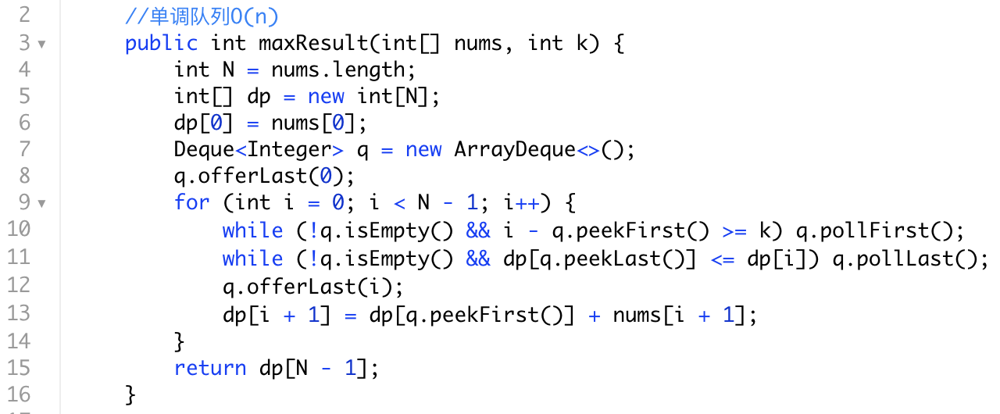 2 //单调队列O(n)
3 ▼ public int maxResult(int[] nums, int k) {
4 int N = nums.length;
5 int[] dp = new int[N];
6 dp[0] = nums[0];
7 Deque<Integer> q = new ArrayDeque<>();
8 q.offerLast(0);
9 ▼ for (int i = 0; i < N - 1; i++) {
10 while (!q.isEmpty() && i - q.peekFirst() >= k) q.pollFirst();
11 while (!q.isEmpty() && dp[q.peekLast()] <= dp[i]) q.pollLast();
12 q.offerLast(i);
13 dp[i + 1] = dp[q.peekFirst()] + nums[i + 1];
14 }
15 return dp[N - 1];
16 }